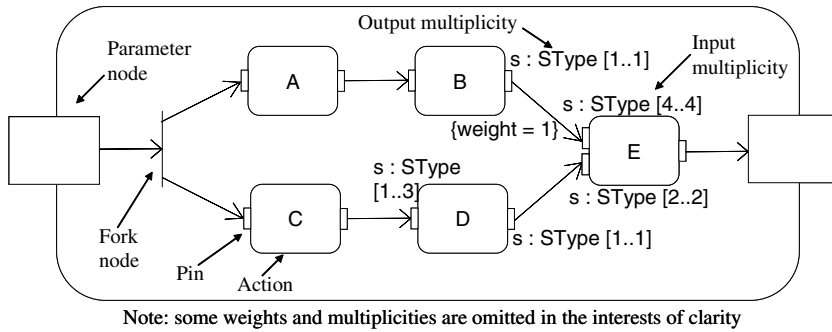 Output multiplicity
Parameter
node
s : SType [1..1]
Input
multiplicity
A
B
s : SType [4..4]
{weight = 1}
E
s : SType
[1..3]
s : SType [2..2]
C
D
s : SType [1..1]
Fork
node
Pin
Action
Note: some weights and multiplicities are omitted in the interests of clarity